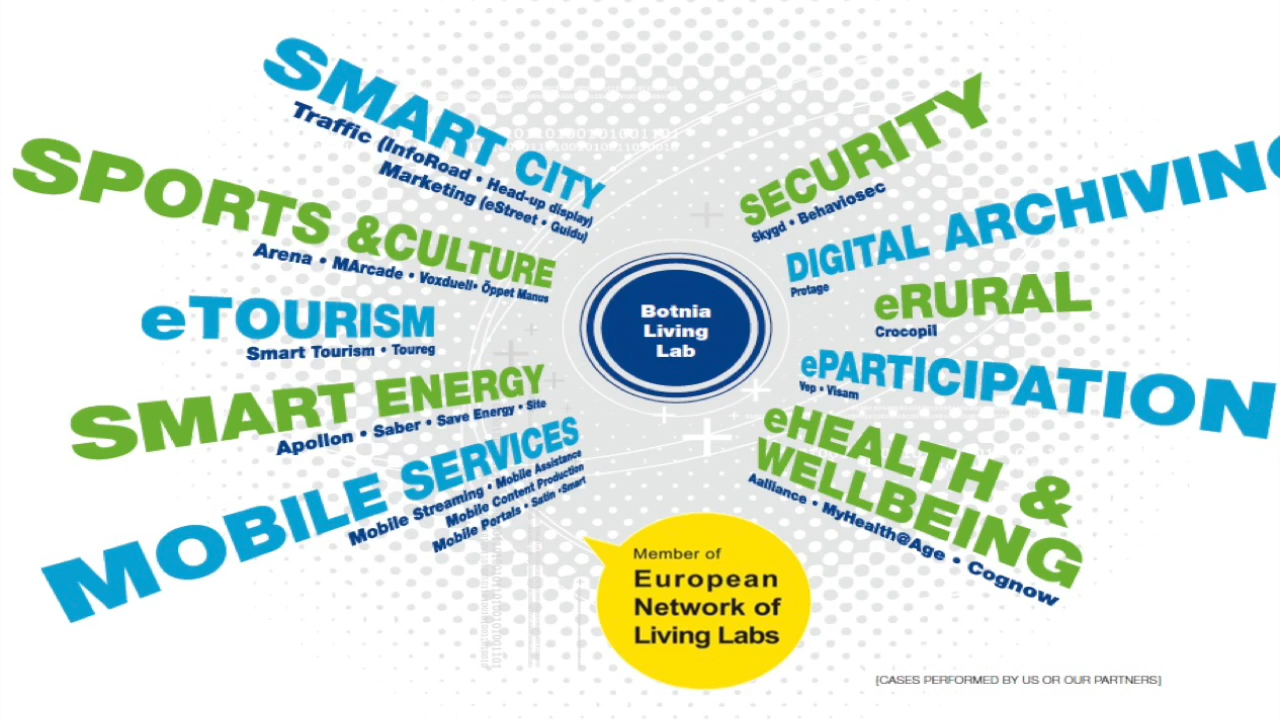 SMART CITY
Traffic (InfoRoad • Head-up display)
Marketing (eStreet • Guidu)
SPORTS &CULTURE
Arena • MArcade • Voxduell• Öppet Manus
eTOURISM
Smart Tourism • Toureg
SMART ENERGY
Apollon • Saber • Save Energy • Site
MOBILE SERVICES
Mobile Streaming • Mobile Assistance
Mobile Content Production
Mobile Portals • Satin •Smart
Botnia
Living
Lab
SECURITY
Skygd • Behaviosec
DIGITAL ARCHIVING
Protage
eRURAL
Crocopil
ePARTICIPATION
Vep • Visam
eHEALTH &
WELLBEING
Aalliance • MyHealth@Age • Cognow
Member of
European
Network of
Living Labs
[CASES PERFORMED BY US OR OUR PARTNERS]